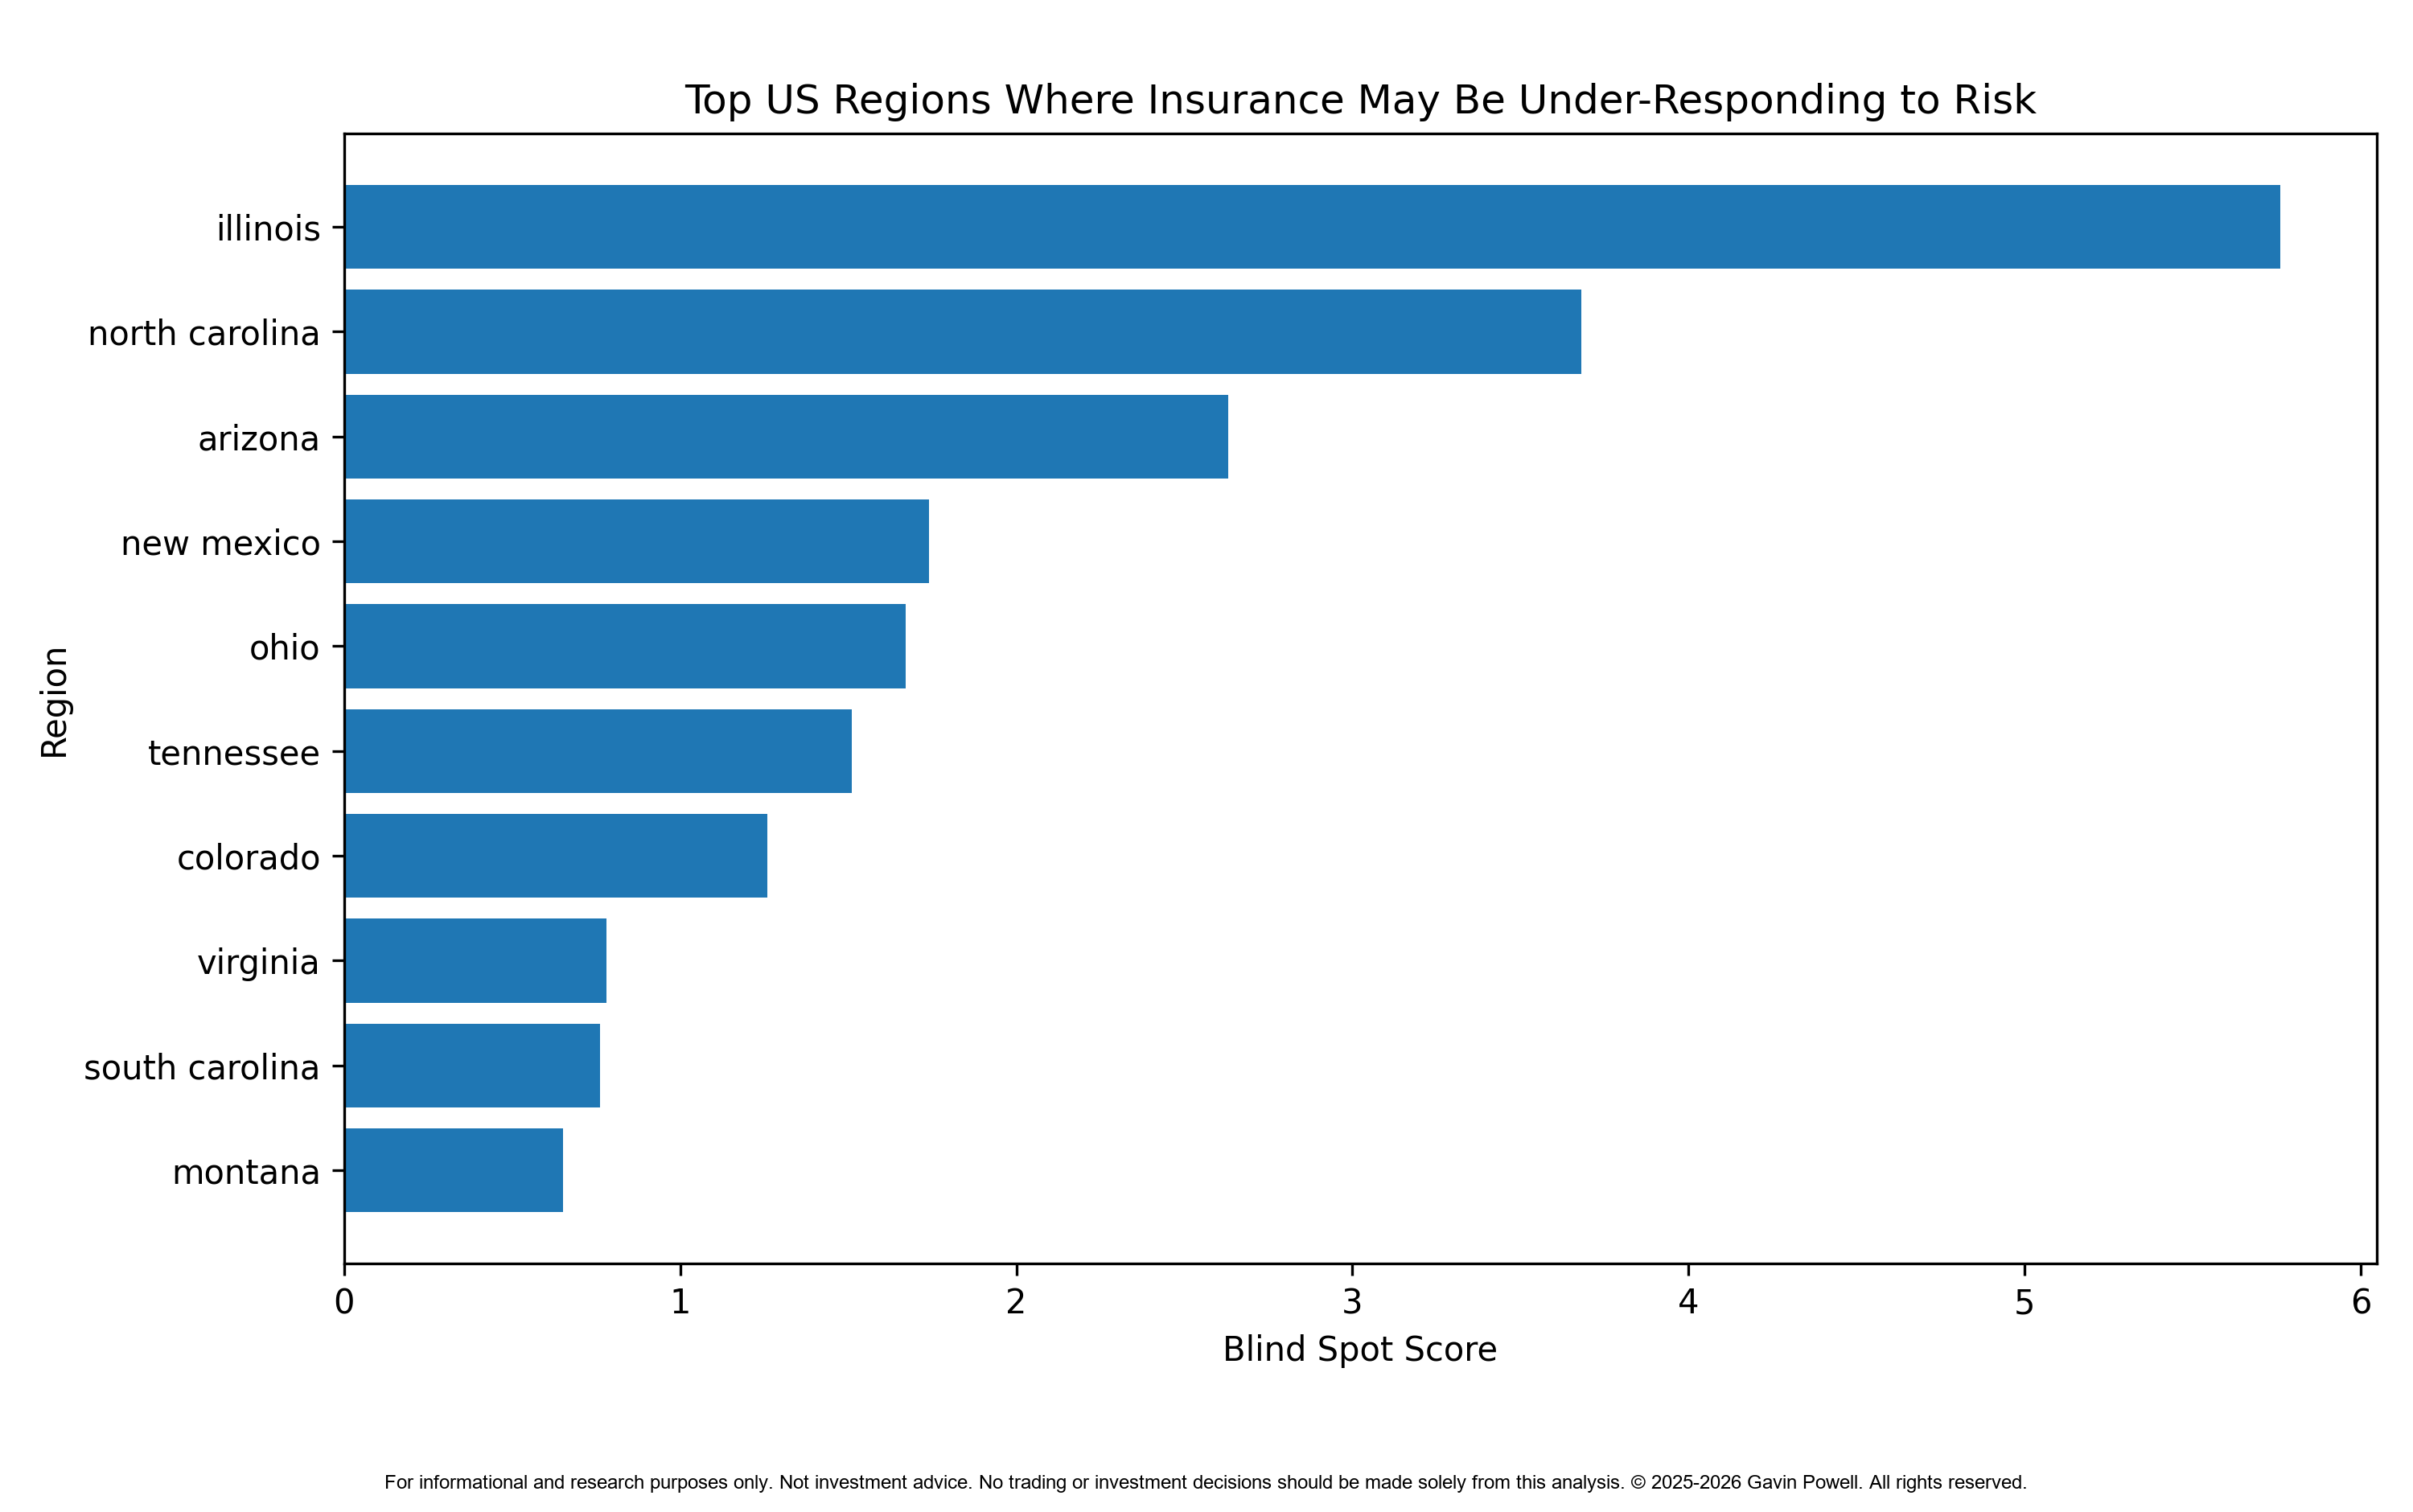 Top US Regions Where Insurance May Be Under-Responding to Risk
illinois
north carolina
arizona
new mexico
ohio
tennessee
colorado
virginia
south carolina
montana
Region
0 1 2 3 4 5 6
Blind Spot Score
For informational and research purposes only. Not investment advice. No trading or investment decisions should be made solely from this analysis. © 2025-2026 Gavin Powell. All rights reserved.